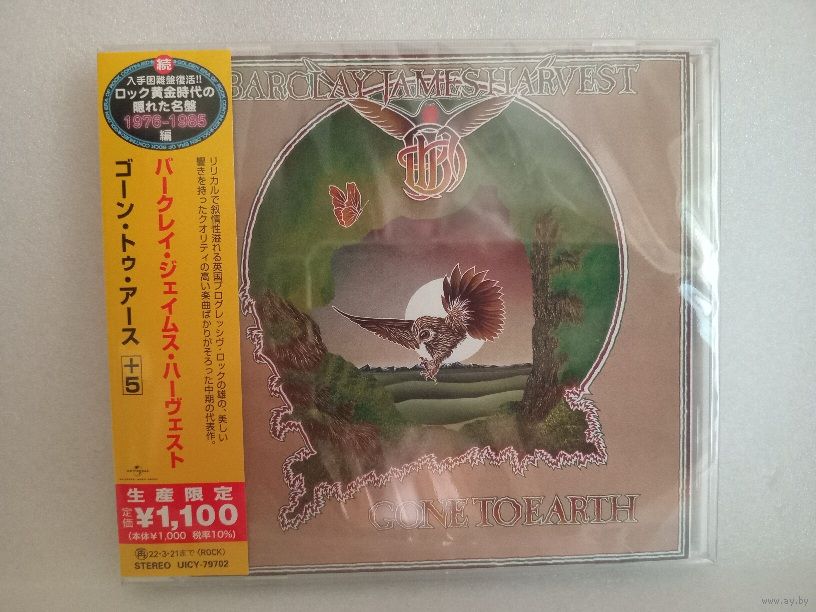 続
GOLDEN ERA OF ROCK CONTINUED
入手困難盤復活!!
ロック黄金時代の
隠れた名盤
1976-1985
編
リリカルで叙情性溢れる英国プログレッシヴ・ロックの雄の、美しい
響きを持ったクオリティの高い楽曲ばかりがそろった中期の代表作。
バークレイ・ジェイムス・ハーヴェスト
ゴーン・トゥ・アース +5
生産限定
定価 ¥1,100
(本体¥1,000 税率10%)
再 22・3・21まで 〈ROCK〉
STEREO UICY-79702
BARCLAY JAMES HARVEST
GONE TO EARTH
www.ay.by